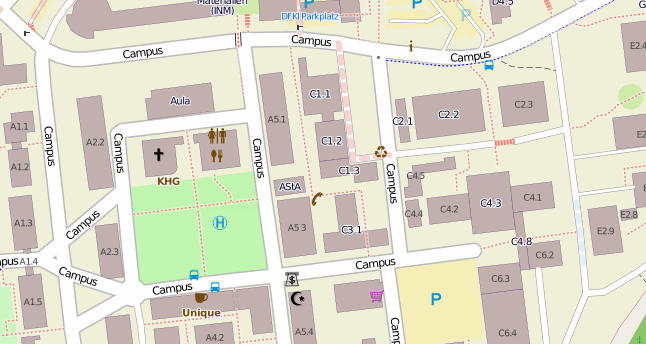 Materialien
(INM)
DFKI Parkplatz
P
P
P
D4.5
G
Campus
Campus
Campus
i
E2.4
Campus
C1.1
Aula
A5.1
C2.1
C2.2
C2.3
A1.1
A2.2
C1.2
E2
Campus
Campus
A1.2
KHG
C1.3
C4.5
Campus
AStA
C4.3
C4.1
A1.3
C4.2
C4.4
E2.8
Campus
H
A5.3
C3.1
E2.9
A2.3
C4.8
C6.2
pus
A1.4
Campus
Campus
C6.3
A1.5
Campus
P
Unique
A5.4
A4.2
C6.4
Camp